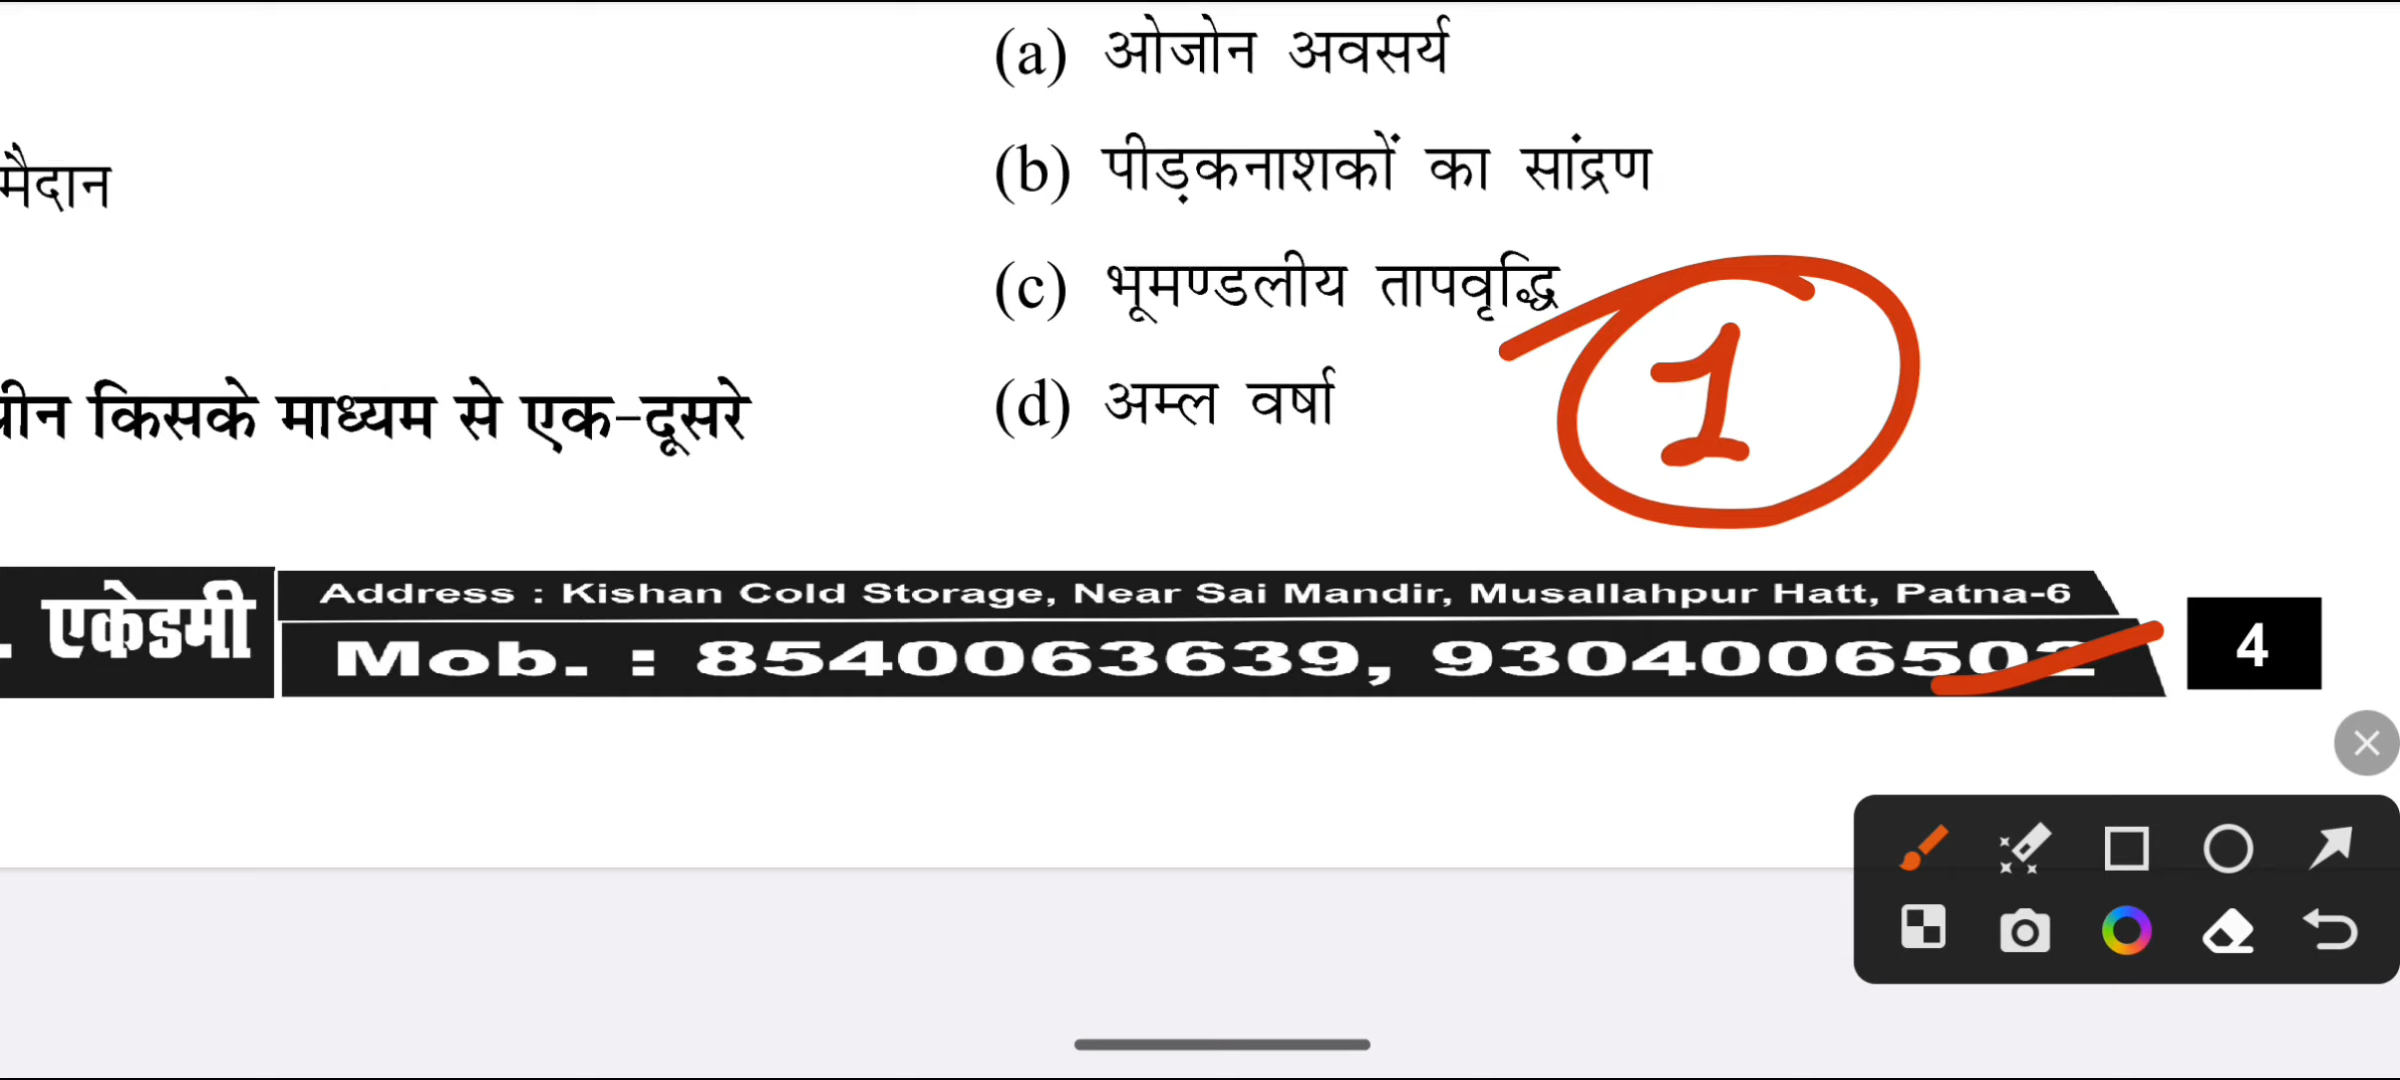 मैदान
किसके माध्यम से एक-दूसरे
(a) ओजोन अवसर्य
(b) पीड़कनाशकों का सांद्रण
(c) भूमण्डलीय तापवृद्धि
(d) अम्ल वर्षा
1
एकेडमी
Address : Kishan Cold Storage, Near Sai Mandir, Musallahpur Hatt, Patna-6
Mob. : 8540063639, 9304006502
4